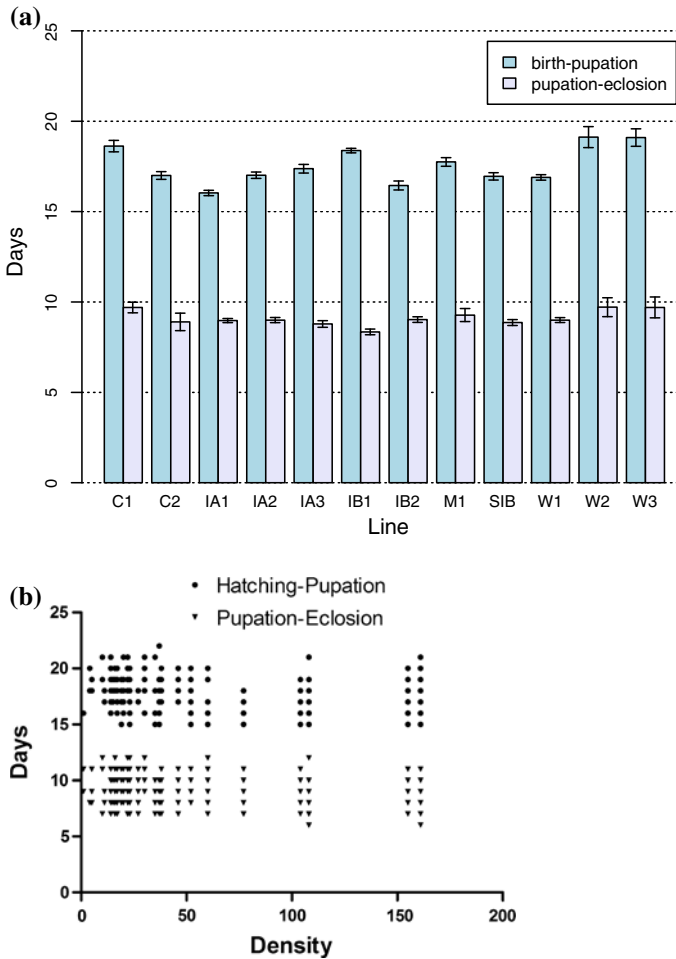 (a)
25
20
15
10
5
0
Days
birth-pupation
pupation-eclosion
C1 C2 IA1 IA2 IA3 IB1 IB2 M1 SIB W1 W2 W3
Line
(b)
Hatching-Pupation
Pupation-Eclosion
25
20
15
10
5
0
Days
0 50 100 150 200
Density